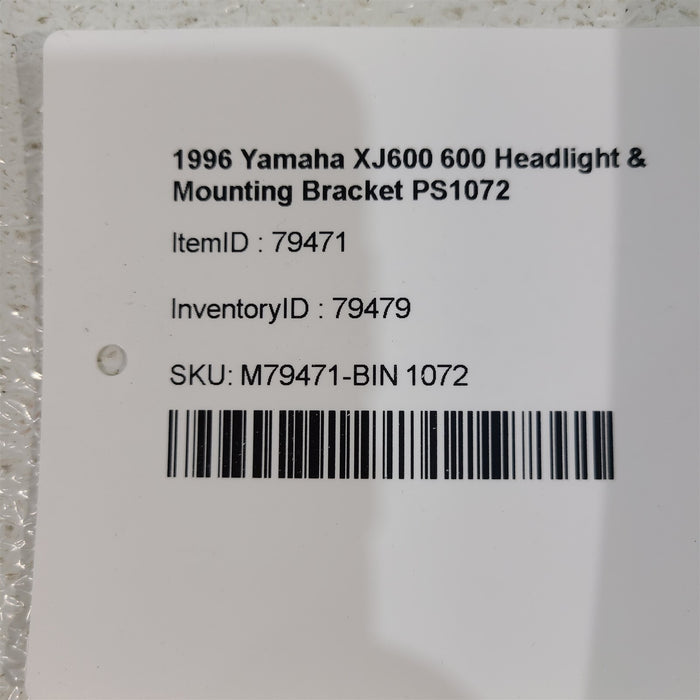 1996 Yamaha XJ600 600 Headlight &
Mounting Bracket PS1072
ItemID : 79471
InventoryID : 79479
SKU: M79471-BIN 1072